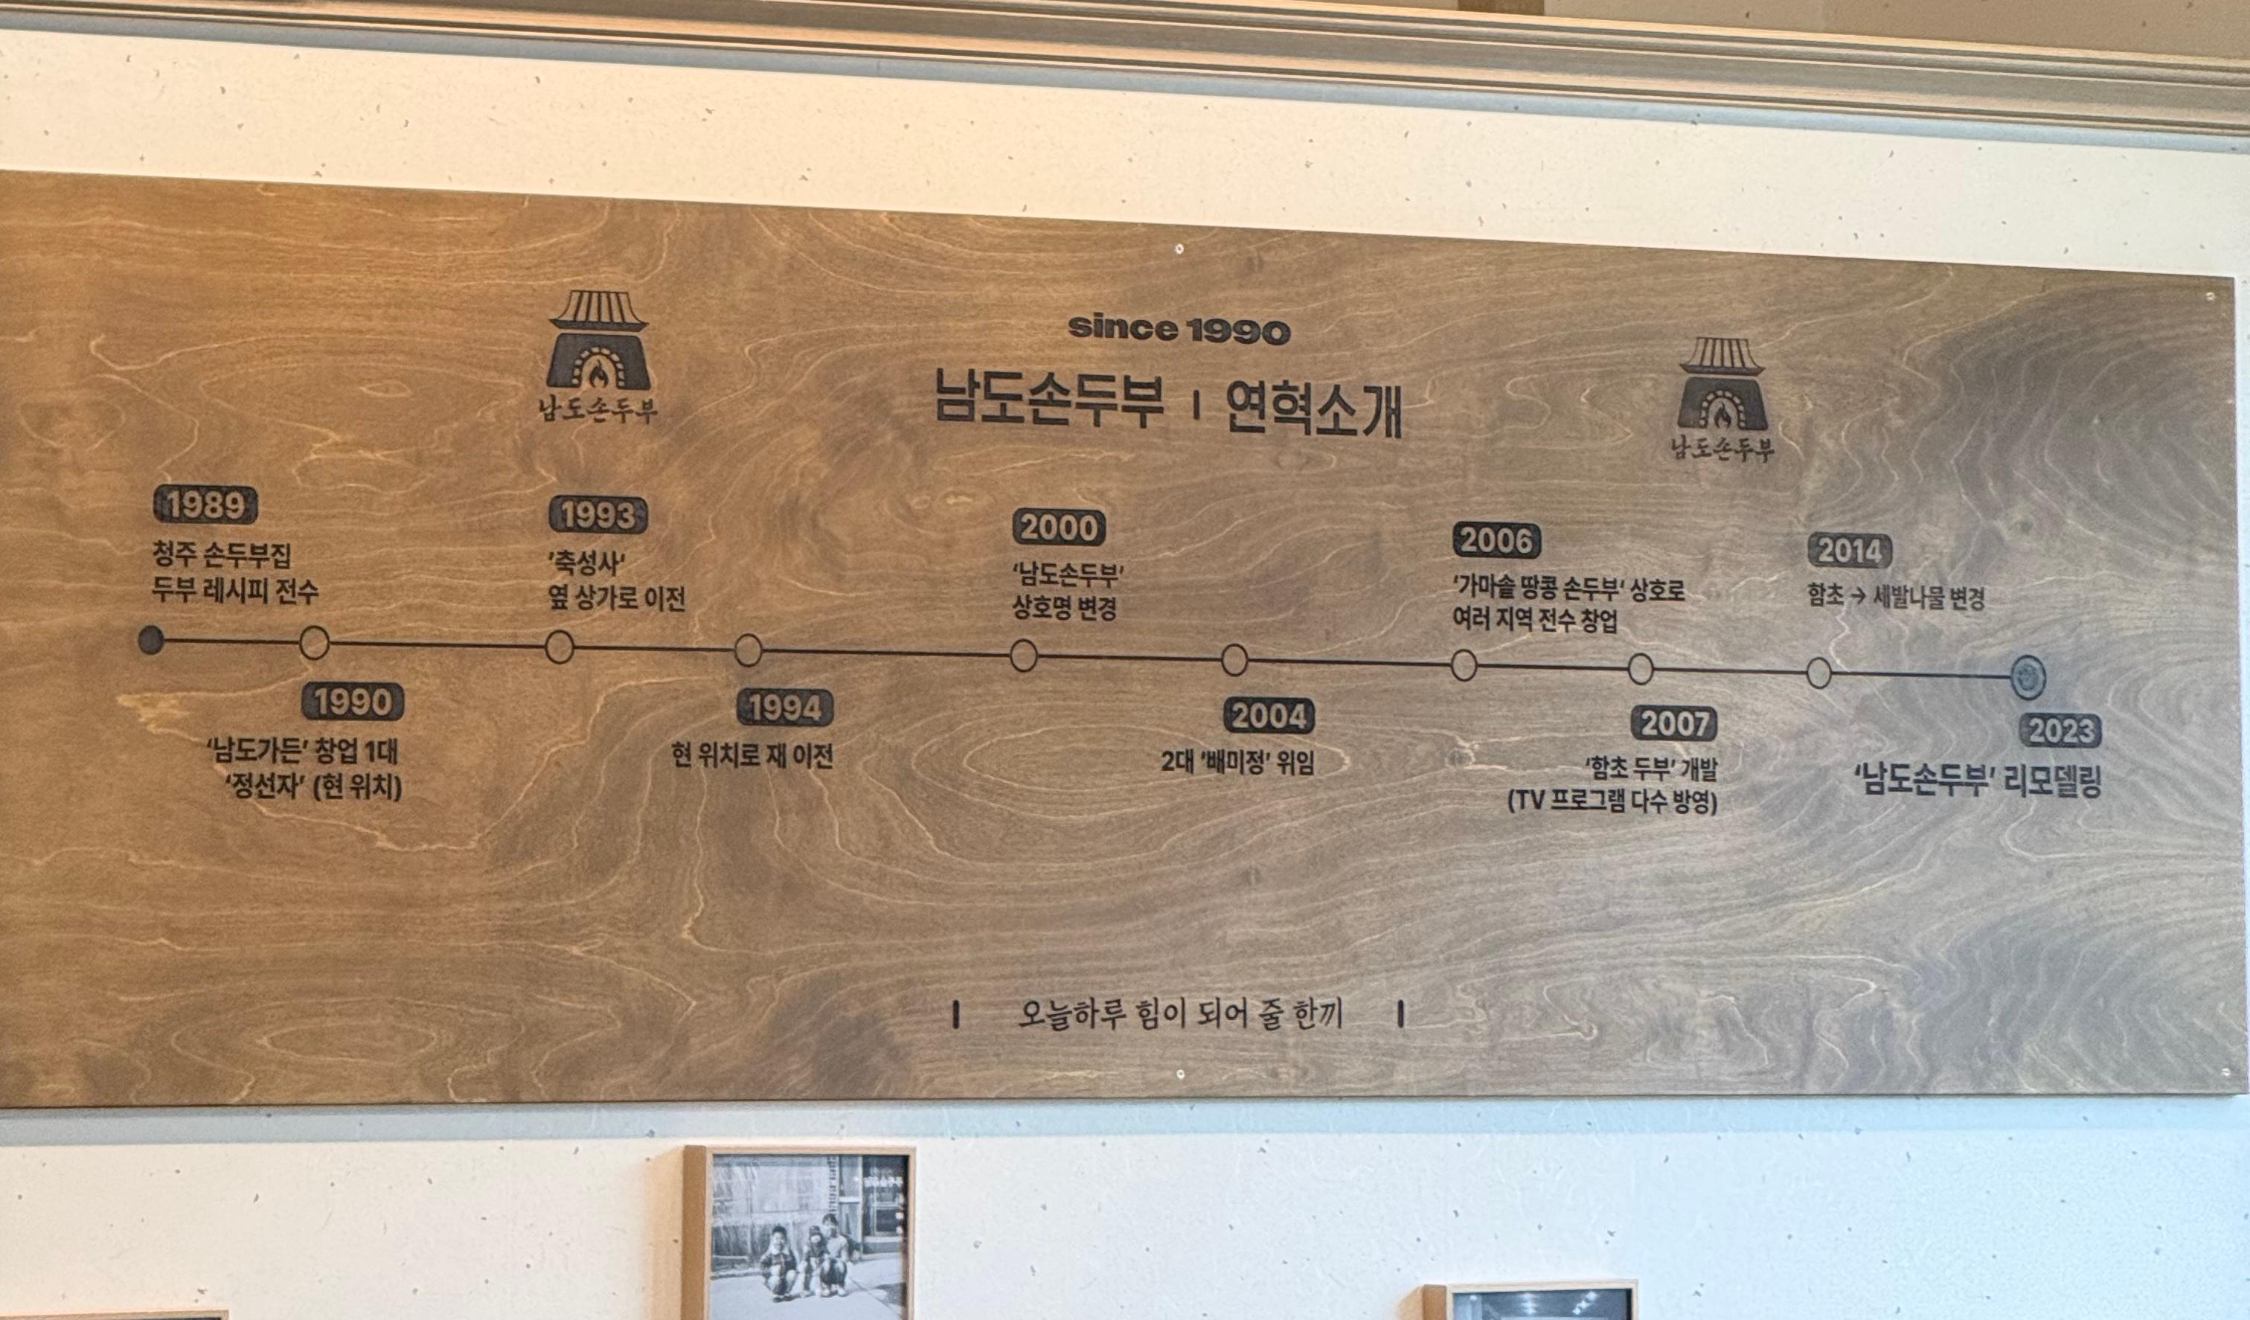 since 1990
남도손두부 | 연혁소개
남도손두부
남도손두부
1989
청주 손두부집
두부 레시피 전수
1990
‘남도가든’ 창업 1대
‘정선자’ (현 위치)
1993
’축성사‘
옆 상가로 이전
1994
현 위치로 재 이전
2000
‘남도손두부’
상호명 변경
2004
2대 ‘배미정’ 위임
2006
’가마솥 땅콩 손두부‘ 상호로
여러 지역 전수 창업
2007
‘함초 두부’ 개발
(TV 프로그램 다수 방영)
2014
함초 → 세발나물 변경
2023
‘남도손두부’ 리모델링
| 오늘하루 힘이 되어 줄 한끼 |